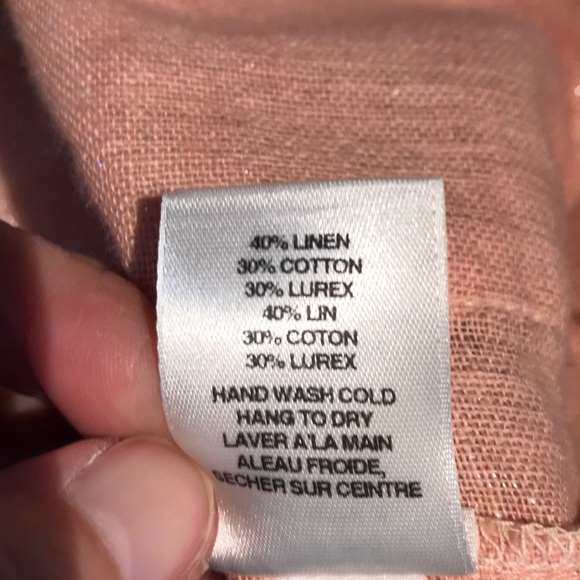 40% LINEN
30% COTTON
30% LUREX
40% LIN
30% COTON
30% LUREX
HAND WASH COLD
HANG TO DRY
LAVER A'LA MAIN
ALEAU FROIDE,
SECHER SUR CEINTRE